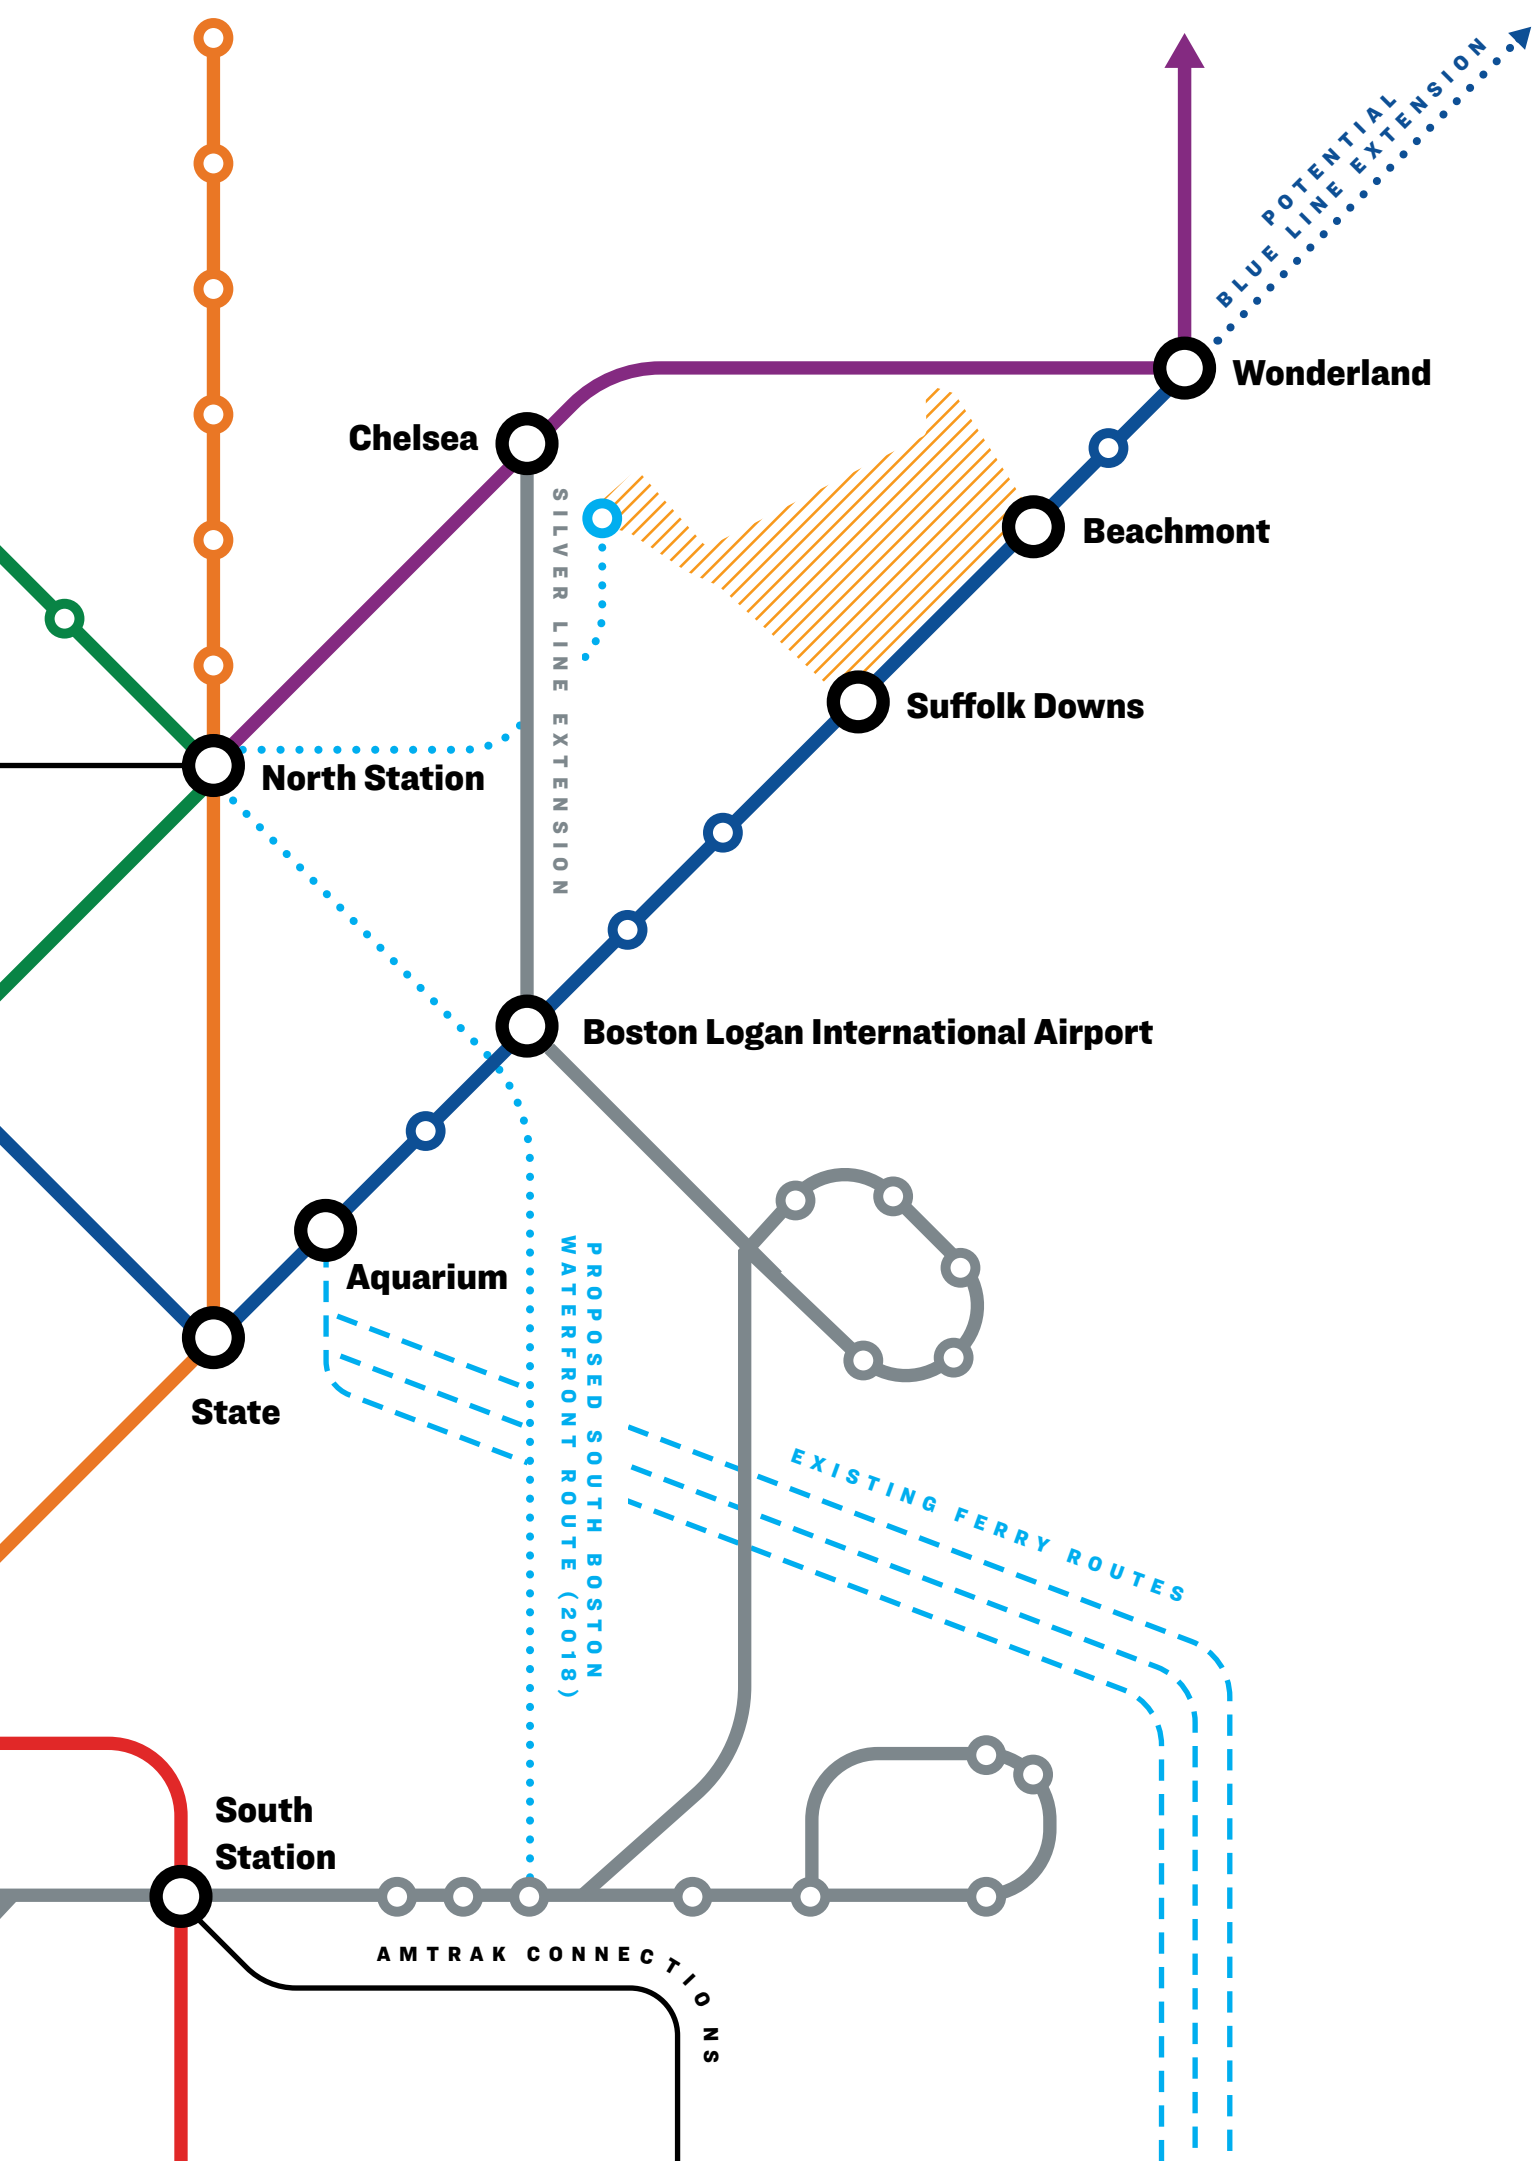 POTENTIAL
BLUE LINE EXTENSION
Wonderland
Chelsea
SILVER LINE EXTENSION
Beachmont
Suffolk Downs
North Station
Boston Logan International Airport
Aquarium
PROPOSED SOUTH BOSTON
WATERFRONT ROUTE (2018)
State
EXISTING FERRY ROUTES
South
Station
AMTRAK CONNECTIONS